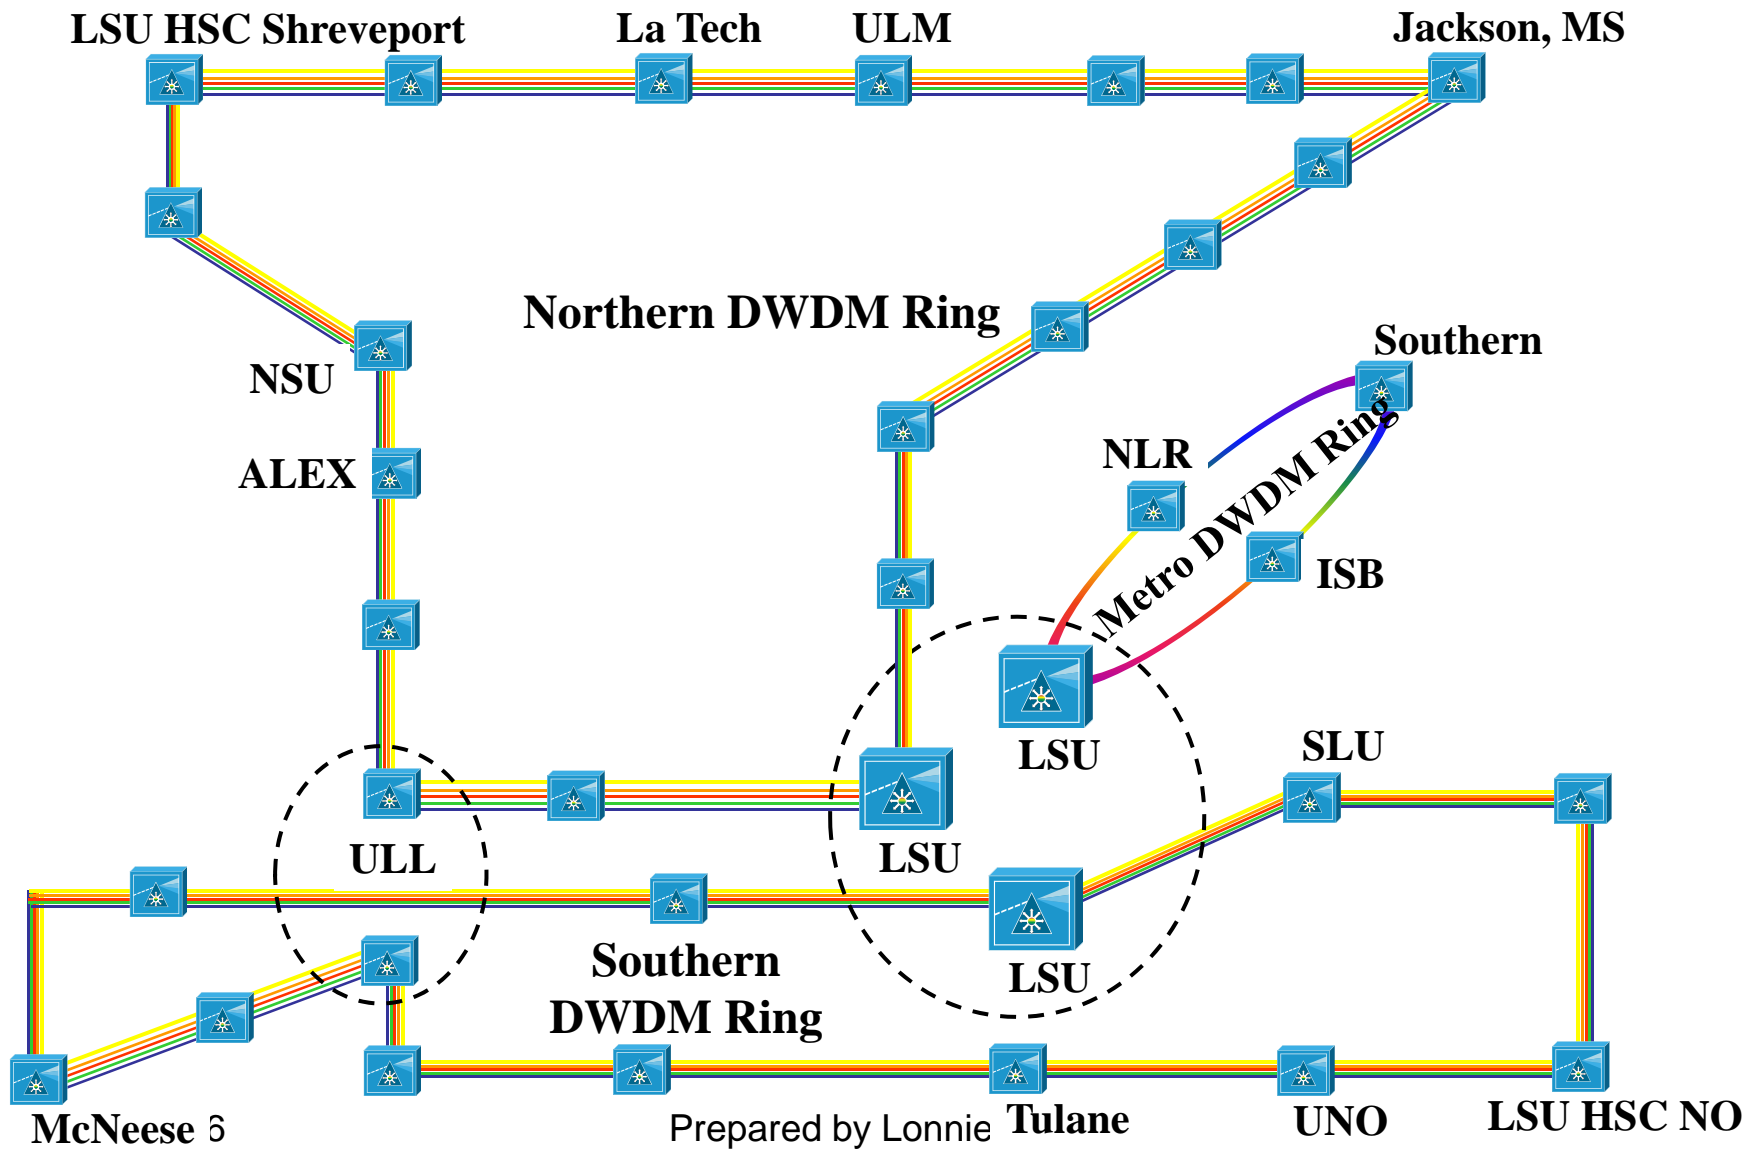 LSU HSC Shreveport
La Tech
ULM
Jackson, MS
Northern DWDM Ring
Southern
NSU
NLR
ALEX
Metro DWDM Ring
ISB
LSU
SLU
ULL
LSU
Southern
DWDM Ring
LSU
McNeese 6
Prepared by Lonnie
Tulane
UNO
LSU HSC NO